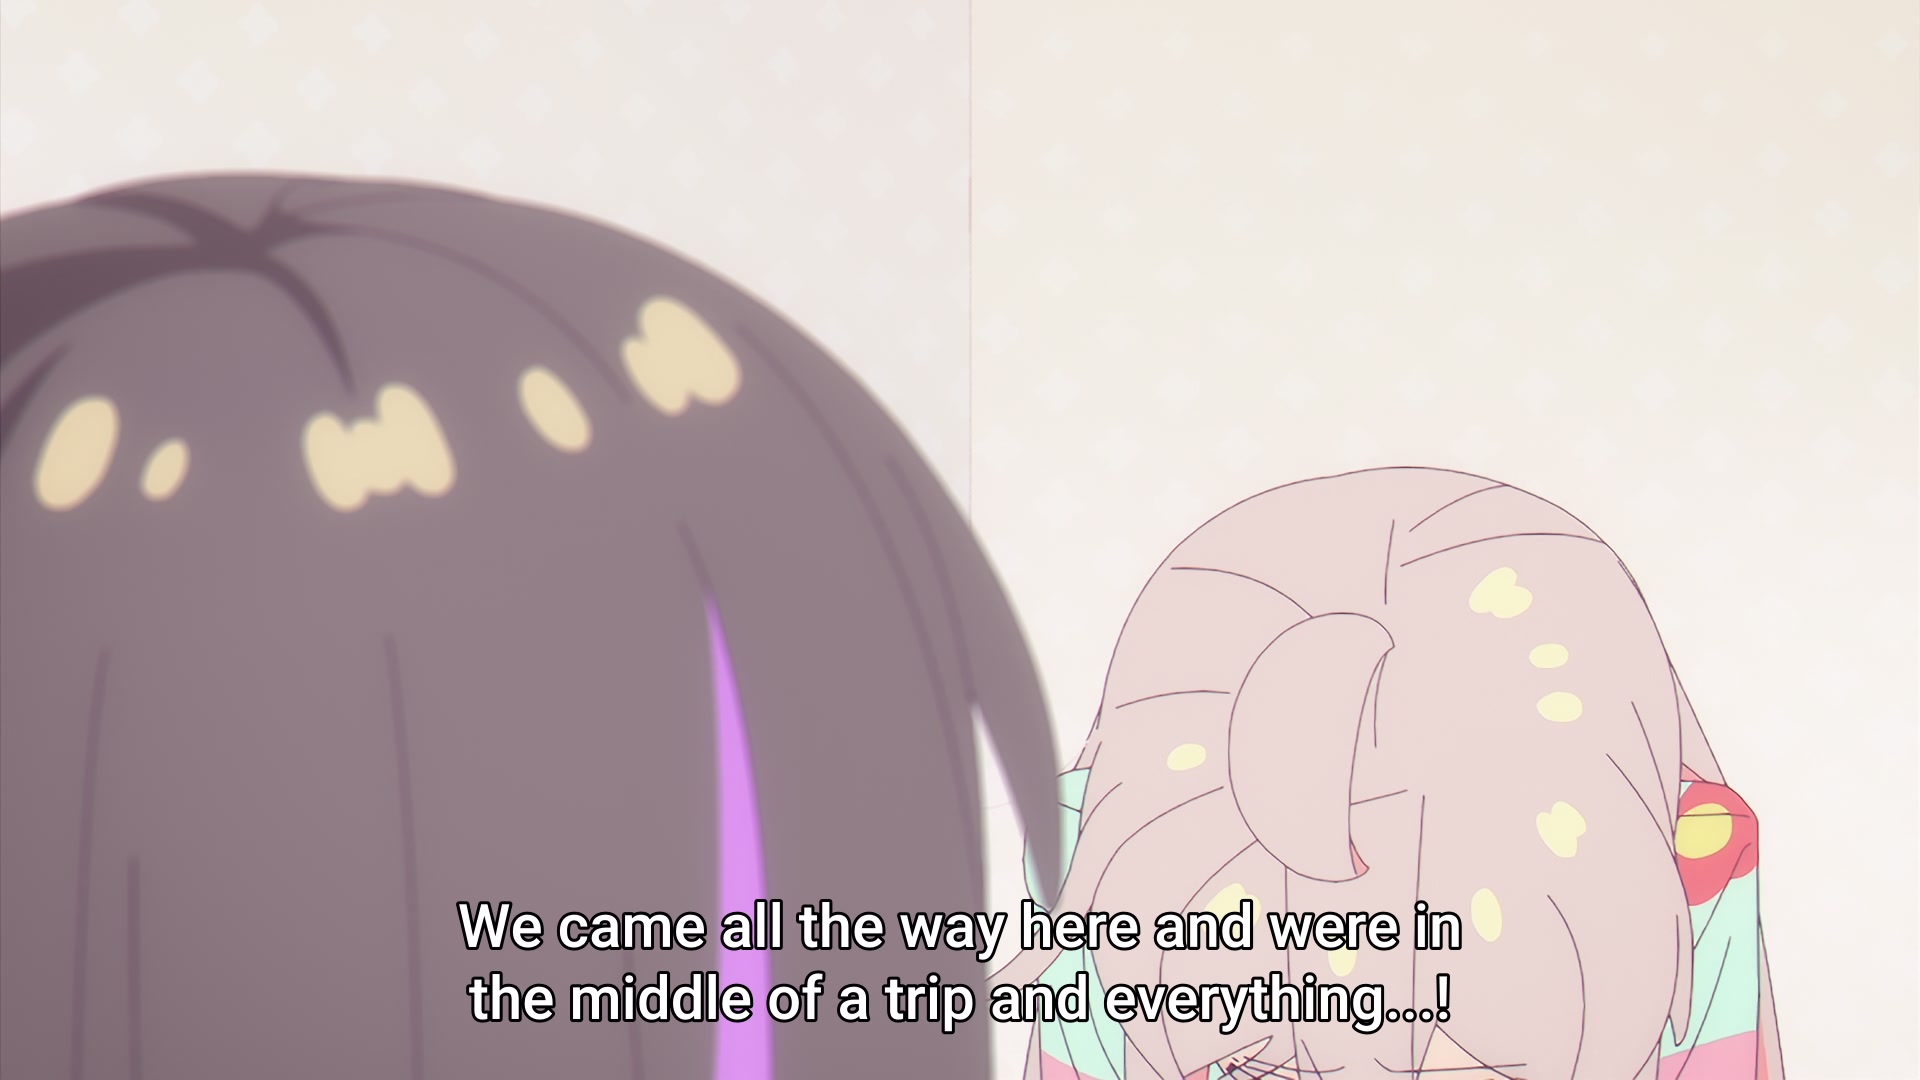 We came all the way here and were in
the middle of a trip and everything...!